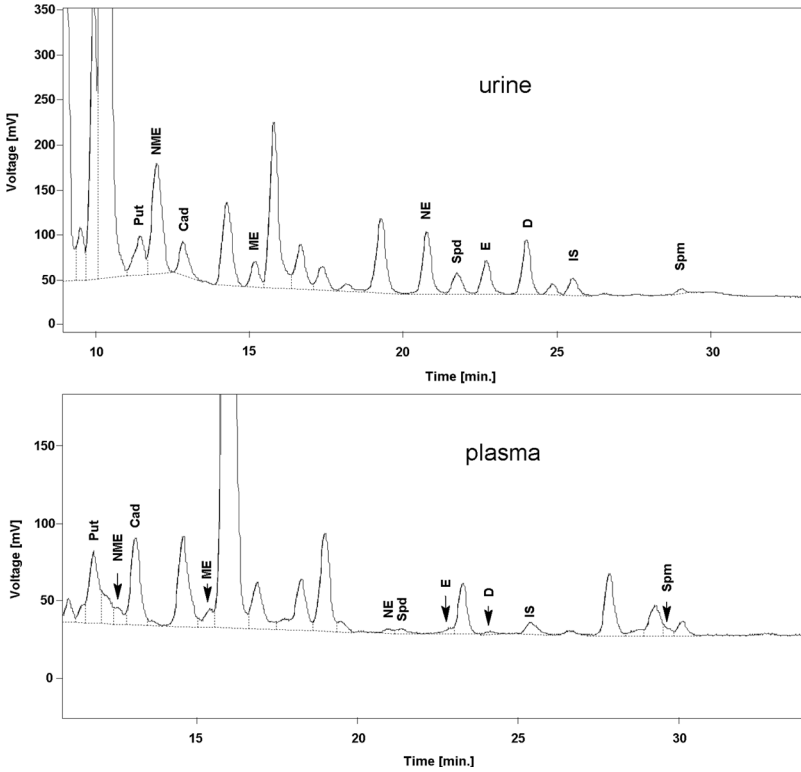 350
300
250
200
150
100
50
0
Voltage [mV]
urine
Put
NME
Cad
ME
NE
Spd
E
D
IS
Spm
10
15
20
25
30
Time [min.]
150
100
50
0
Voltage [mV]
plasma
Put
NME
Cad
ME
NE
Spd
E
D
IS
Spm
15
20
25
30
Time [min.]